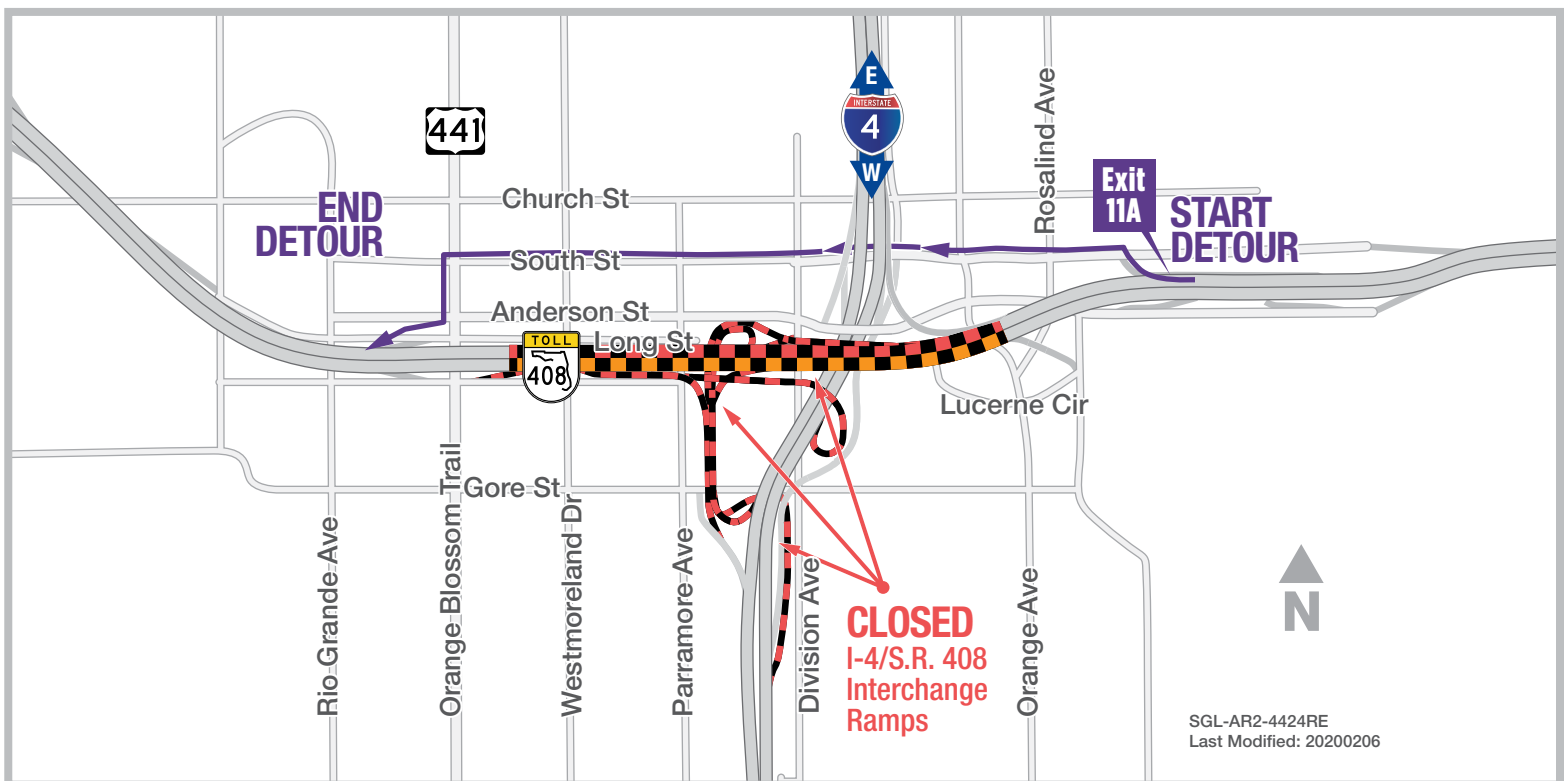 E
INTERSTATE
4
W
441
Rosalind Ave
Church St
Exit
11A
END
DETOUR
START
DETOUR
South St
Anderson St
Long St
TOLL
408
Lucerne Cir
Gore St
Rio Grande Ave
Orange Blossom Trail
Westmoreland Dr
Parramore Ave
Division Ave
Orange Ave
CLOSED
I-4/S.R. 408
Interchange
Ramps
N
SGL-AR2-4424RE
Last Modified: 20200206